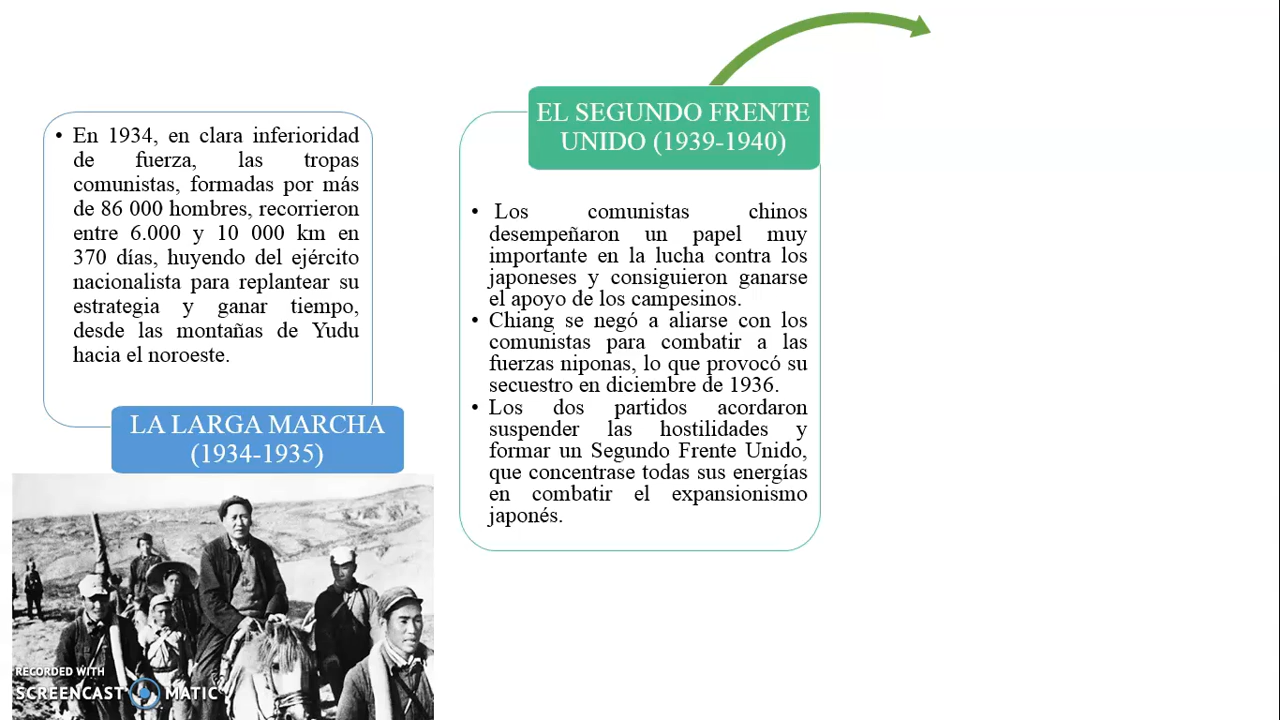 • En 1934, en clara inferioridad
de fuerza, las tropas
comunistas, formadas por más
de 86 000 hombres, recorrieron
entre 6.000 y 10 000 km en
370 días, huyendo del ejército
nacionalista para replantear su
estrategia y ganar tiempo,
desde las montañas de Yudu
hacia el noroeste.
LA LARGA MARCHA
(1934-1935)
EL SEGUNDO FRENTE
UNIDO (1939-1940)
• Los comunistas chinos
desempeñaron un papel muy
importante en la lucha contra los
japoneses y consiguieron ganarse
el apoyo de los campesinos.
• Chiang se negó a aliarse con los
comunistas para combatir a las
fuerzas niponas, lo que provocó su
secuestro en diciembre de 1936.
• Los dos partidos acordaron
suspender las hostilidades y
formar un Segundo Frente Unido,
que concentrase todas sus energías
en combatir el expansionismo
japonés.
RECORDED WITH
SCREENCAST MATIC